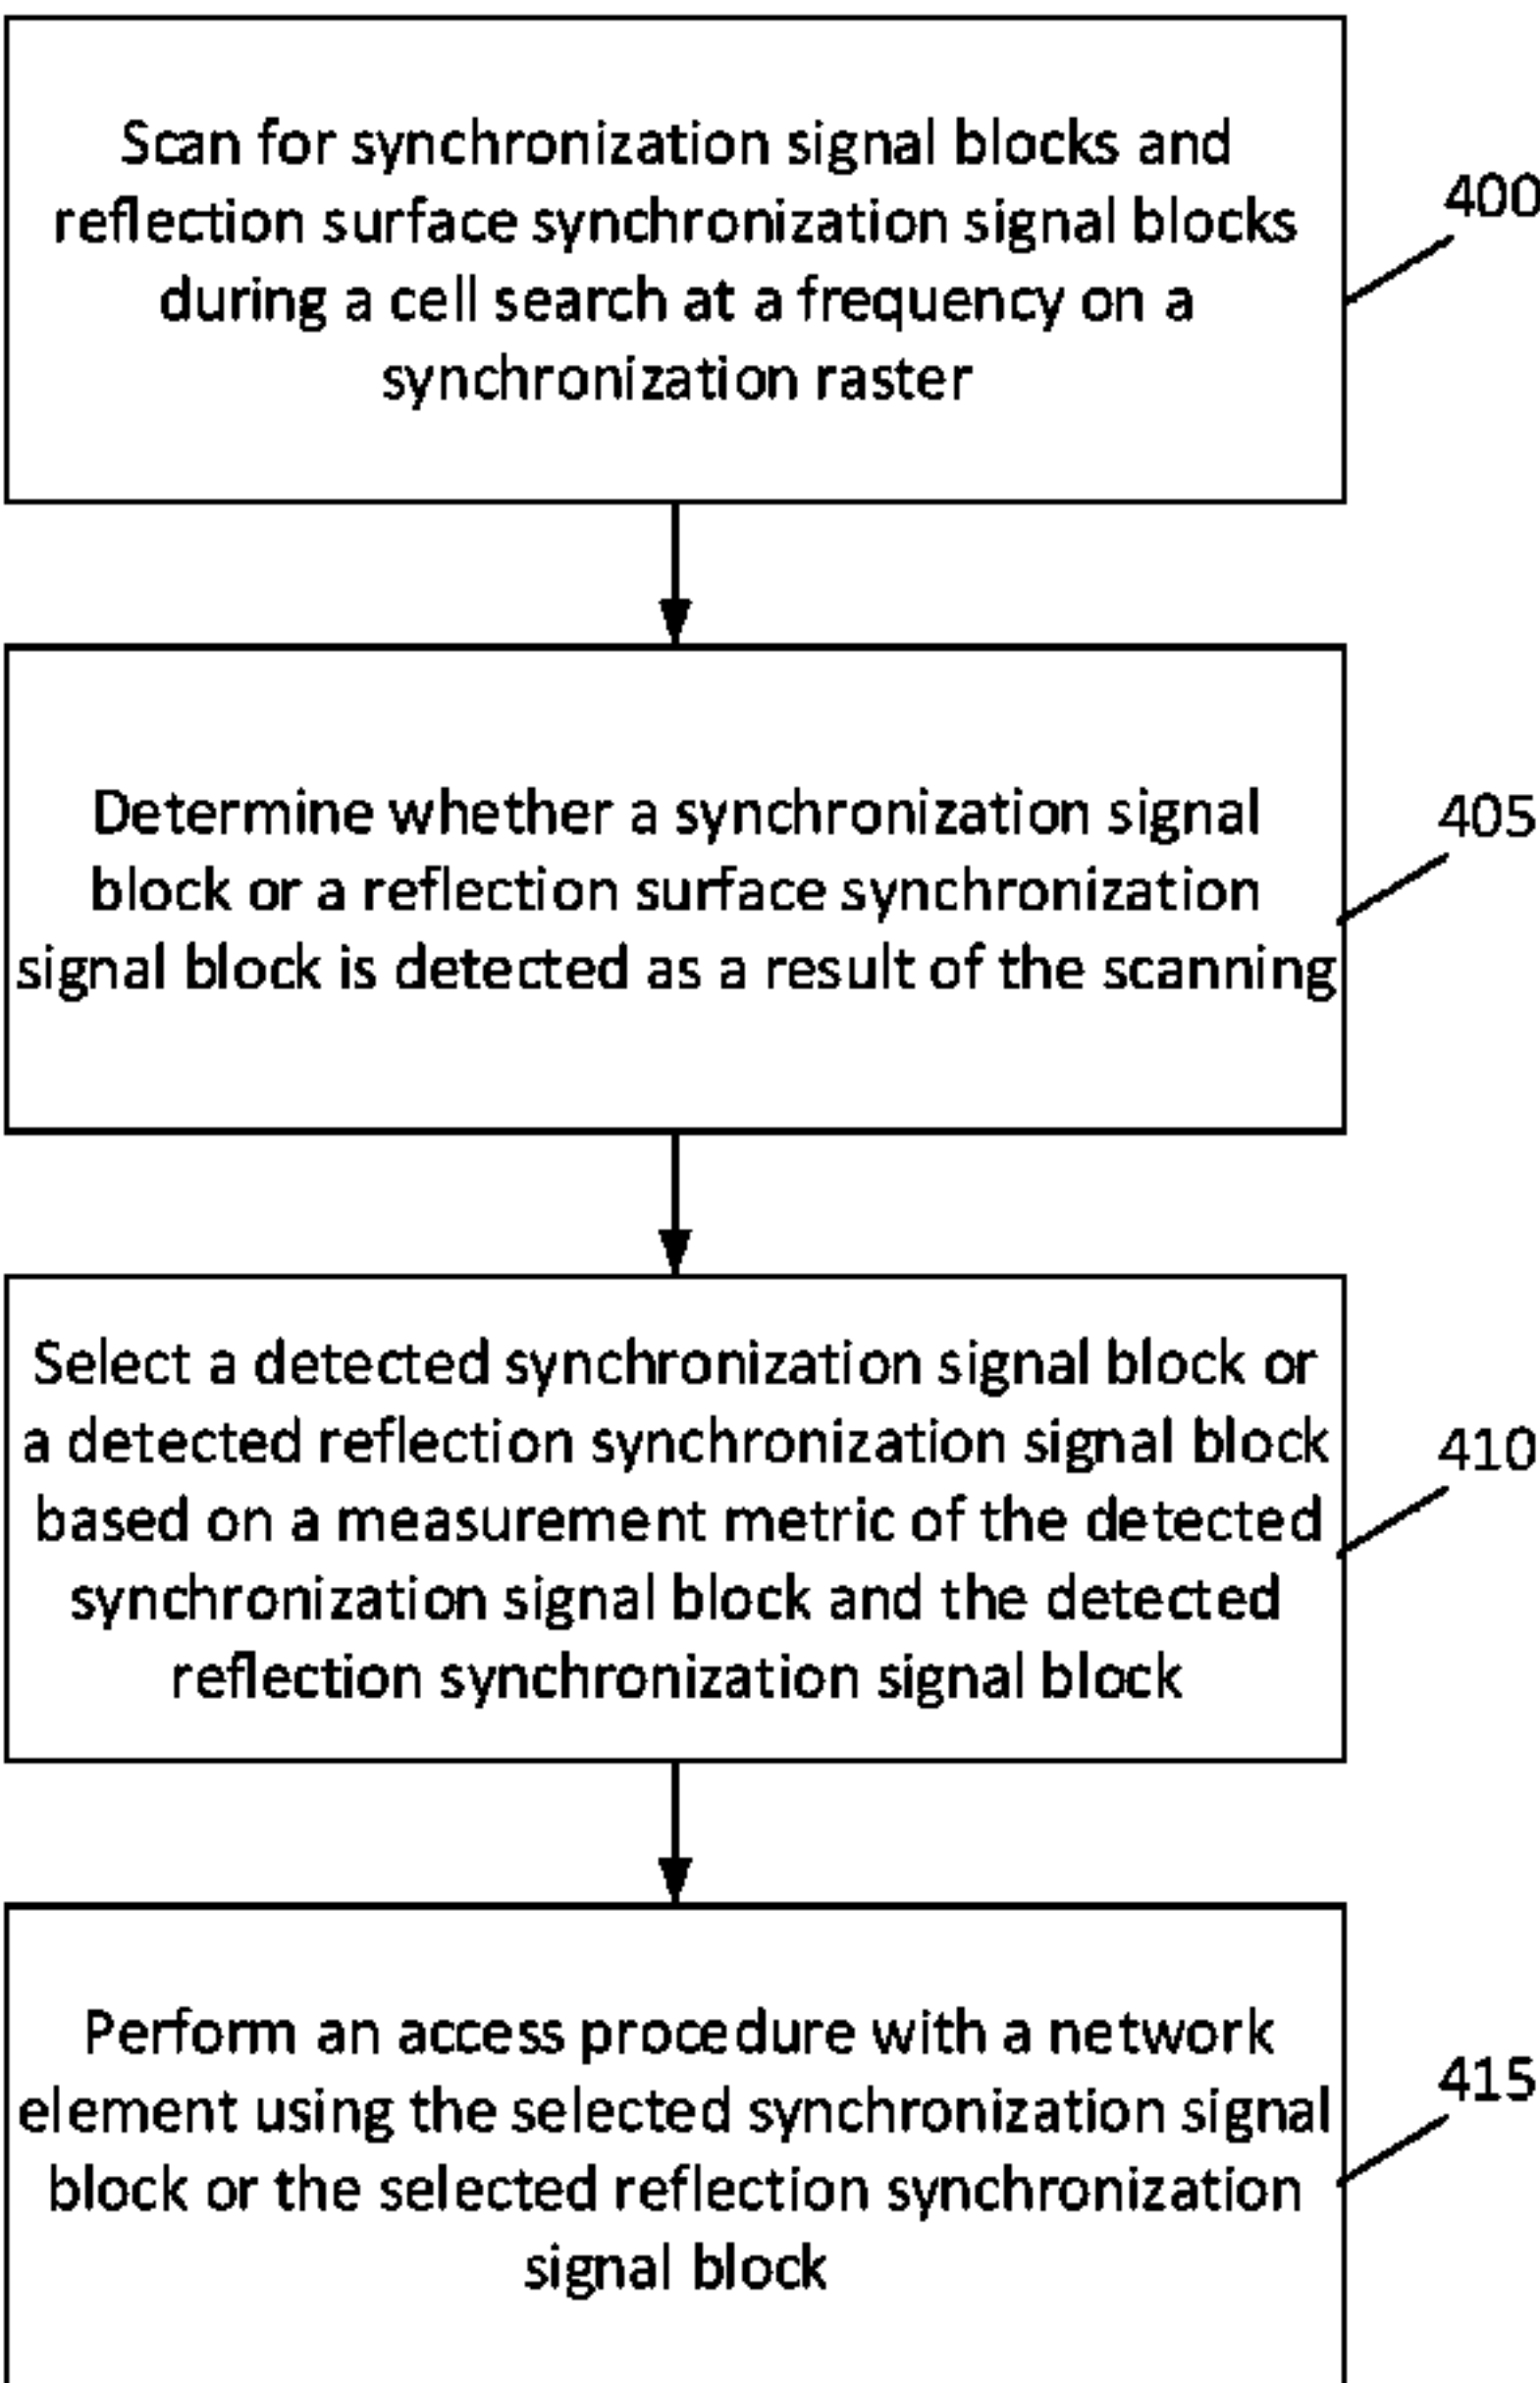 Scan for synchronization signal blocks and
reflection surface synchronization signal blocks
during a cell search at a frequency on a
synchronization raster
400
Determine whether a synchronization signal
block or a reflection surface synchronization
signal block is detected as a result of the scanning
405
Select a detected synchronization signal block or
a detected reflection synchronization signal block
based on a measurement metric of the detected
synchronization signal block and the detected
reflection synchronization signal block
410
Perform an access procedure with a network
element using the selected synchronization signal
block or the selected reflection synchronization
signal block
415